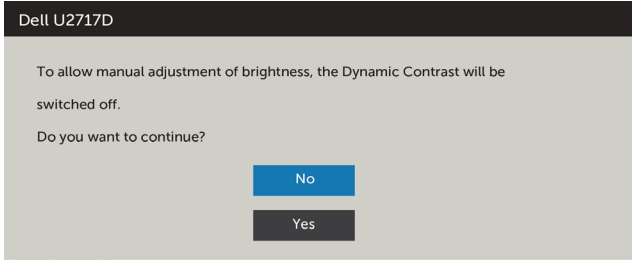 Dell U2717D
To allow manual adjustment of brightness, the Dynamic Contrast will be
switched off.
Do you want to continue?
No
Yes